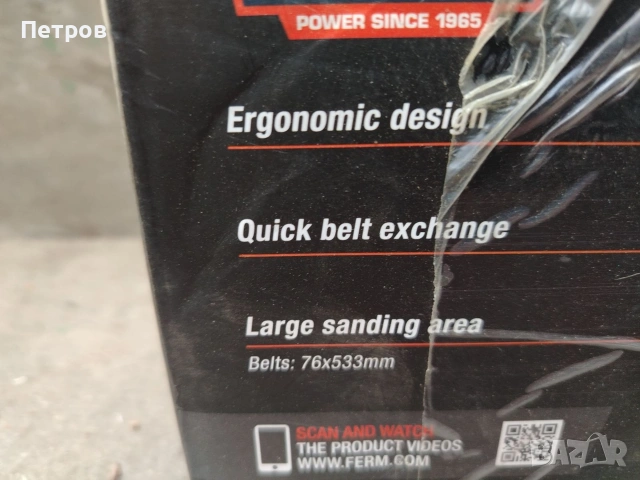 Петров
POWER SINCE 1965
Ergonomic design
Quick belt exchange
Large sanding area
Belts: 76x533mm
SCAN AND WATCH
THE PRODUCT VIDEOS
WWW.FERM.COM
BAZAR